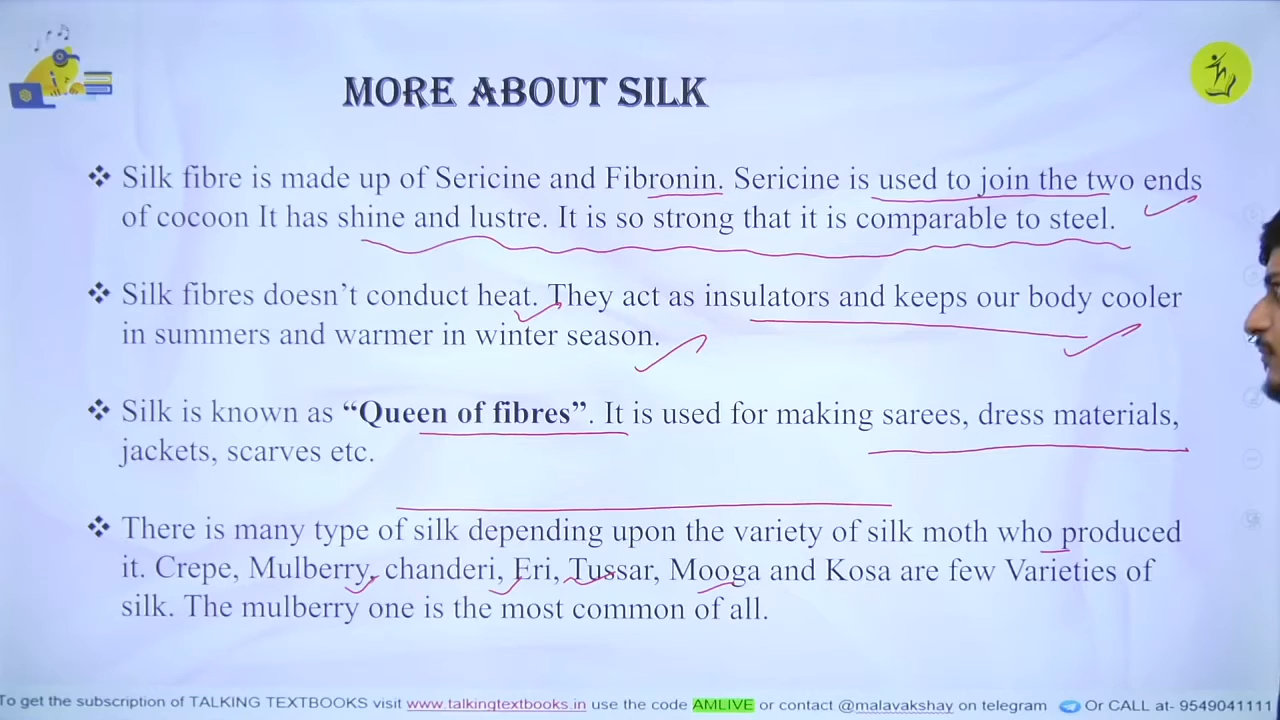 MORE ABOUT SILK
❖ Silk fibre is made up of Sericine and Fibronin. Sericine is used to join the two ends
of cocoon It has shine and lustre. It is so strong that it is comparable to steel.
❖ Silk fibres doesn't conduct heat. They act as insulators and keeps our body cooler
in summers and warmer in winter season.
❖ Silk is known as “Queen of fibres”. It is used for making sarees, dress materials,
jackets, scarves etc.
❖ There is many type of silk depending upon the variety of silk moth who produced
it. Crepe, Mulberry, chanderi, Eri, Tussar, Mooga and Kosa are few Varieties of
silk. The mulberry one is the most common of all.
To get the subscription of TALKING TEXTBOOKS visit www.talkingtextbooks.in use the code AMLIVE or contact @malavakshay on telegram Or CALL at- 9549041111